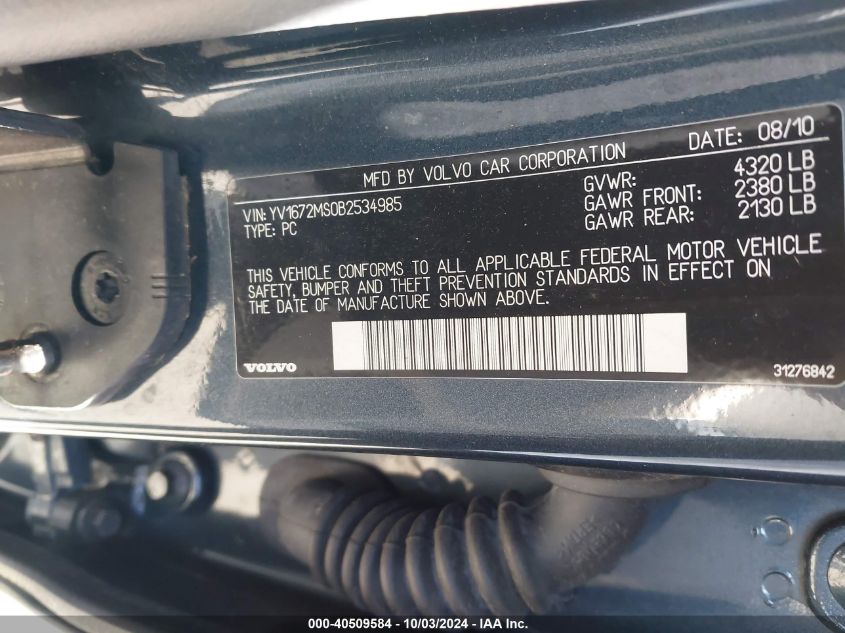 MFD BY VOLVO CAR CORPORATION DATE: 08/10
VIN: YV1672MS0B2534985
TYPE: PC
GVWR: 4320 LB
GAWR FRONT: 2380 LB
GAWR REAR: 2130 LB
THIS VEHICLE CONFORMS TO ALL APPLICABLE FEDERAL MOTOR VEHICLE
SAFETY, BUMPER AND THEFT PREVENTION STANDARDS IN EFFECT ON
THE DATE OF MANUFACTURE SHOWN ABOVE.
VOLVO
31276842
000-40509584 - 10/03/2024 - IAA Inc.